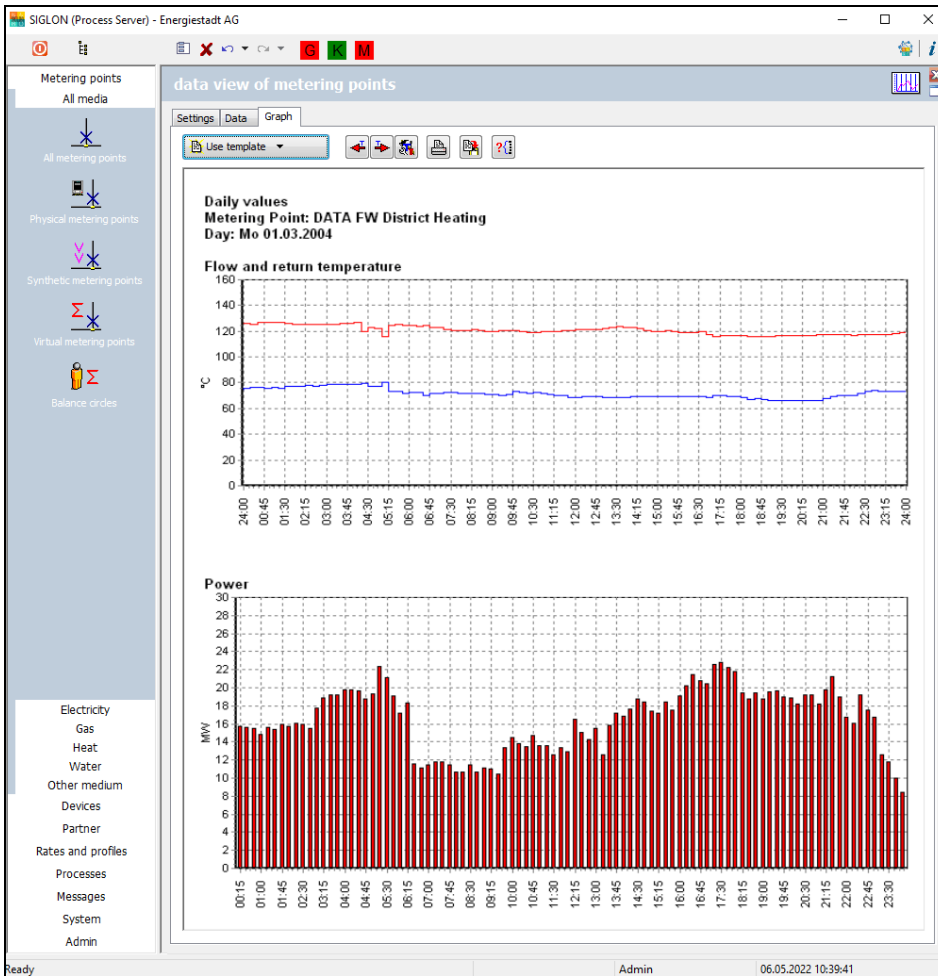 SIGLON (Process Server) - Energiestadt AG
G K M
i
Metering points
All media
All metering points
Physical metering points
Synthetic metering points
Virtual metering points
Balance circles
Electricity
Gas
Heat
Water
Other medium
Devices
Partner
Rates and profiles
Processes
Messages
System
Admin
data view of metering points
Settings Data Graph
Use template
Daily values
Metering Point: DATA FW District Heating
Day: Mo 01.03.2004
Flow and return temperature
160
140
120
100
80
60
40
20
0
°C
24:00 00:45 01:30 02:15 03:00 03:45 04:30 05:15 06:00 06:45 07:30 08:15 09:00 09:45 10:30 11:15 12:00 12:45 13:30 14:15 15:00 15:45 16:30 17:15 18:00 18:45 19:30 20:15 21:00 21:45 22:30 23:15 24:00
Power
30
28
26
24
22
20
18
16
14
12
10
8
6
4
2
0
MW
00:15 01:00 01:45 02:30 03:15 04:00 04:45 05:30 06:15 07:00 07:45 08:30 09:15 10:00 10:45 11:30 12:15 13:00 13:45 14:30 15:15 16:00 16:45 17:30 18:15 19:00 19:45 20:30 21:15 22:00 22:45 23:30
Ready
Admin
06.05.2022 10:39:41